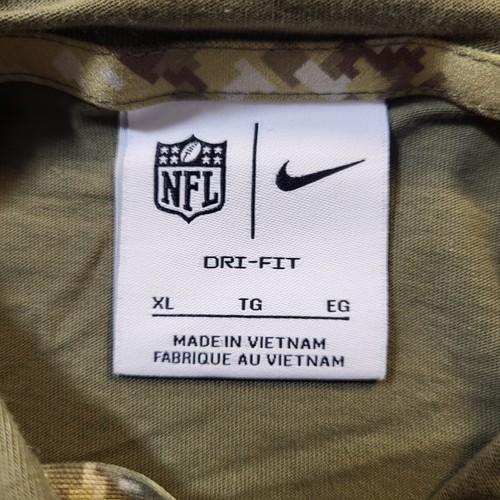 NFL
DRI-FIT
XL TG EG
MADE IN VIETNAM
FABRIQUE AU VIETNAM